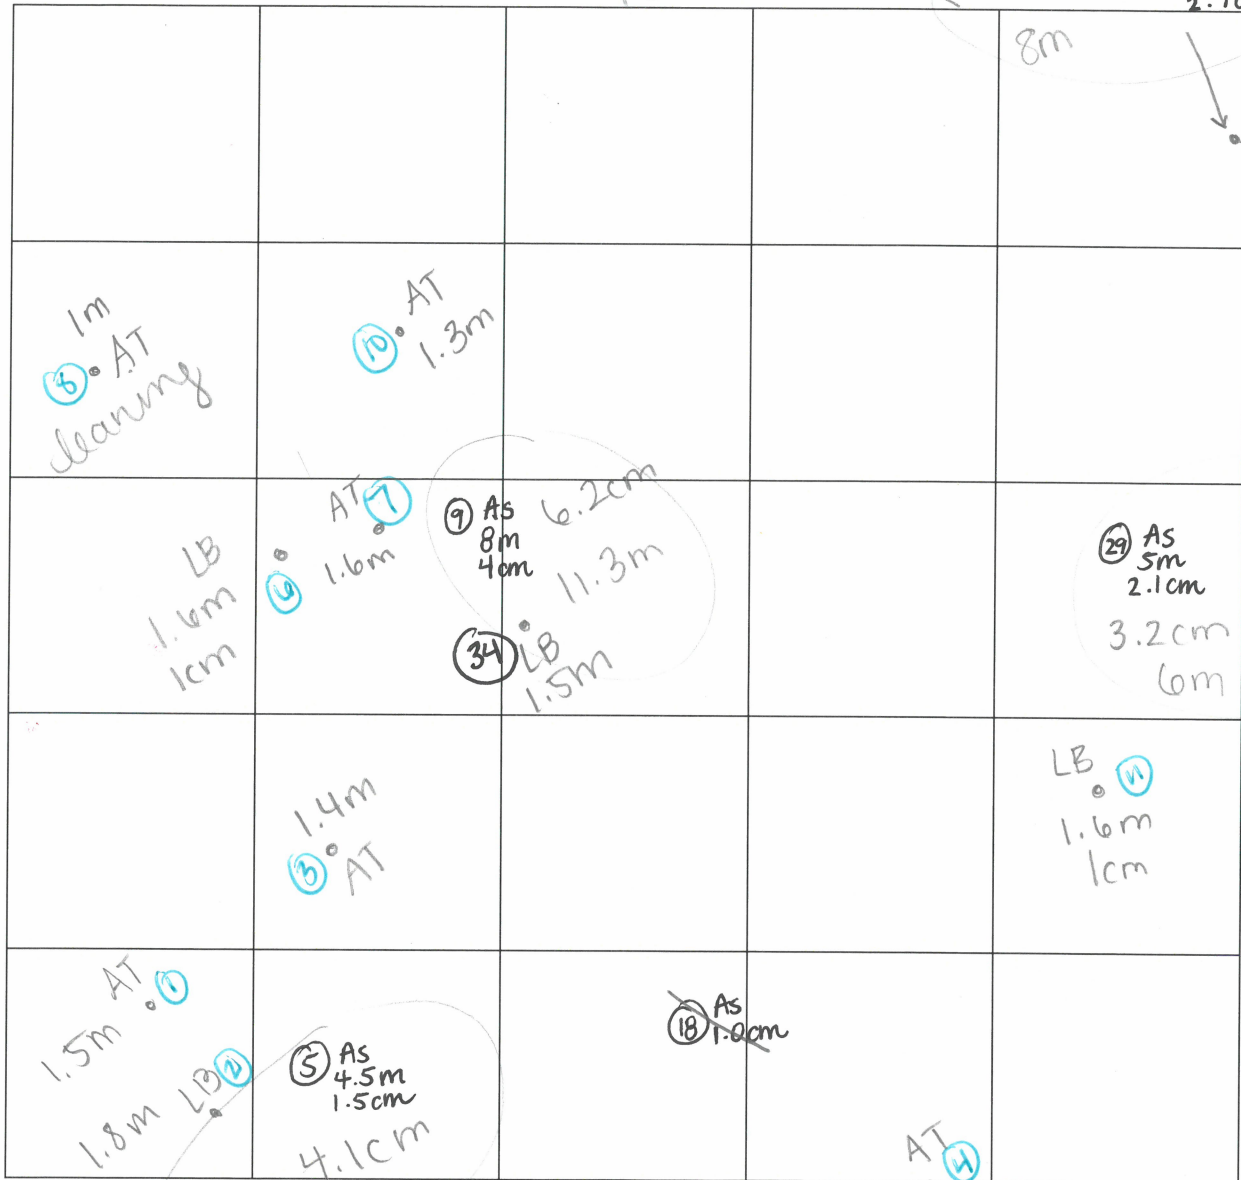 8m
1m
8 AT
cleaning
AT
10 1.3m
LB
1.6m
1cm
6
AT 7
1.6m
9 As
8m
4cm
6.2cm
11.3m
34 LB
1.5m
29 As
5m
2.1cm
3.2cm
6m
1.4m
3 AT
LB 11
1.6m
1cm
AT 1
1.5m
LB 2
1.8m
5 As
4.5m
1.5cm
4.1cm
18 As
1.0cm
AT 4